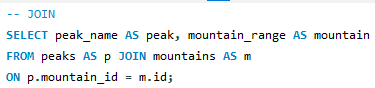 -- JOIN
SELECT peak_name AS peak, mountain_range AS mountain
FROM peaks AS p JOIN mountains AS m
ON p.mountain_id = m.id;